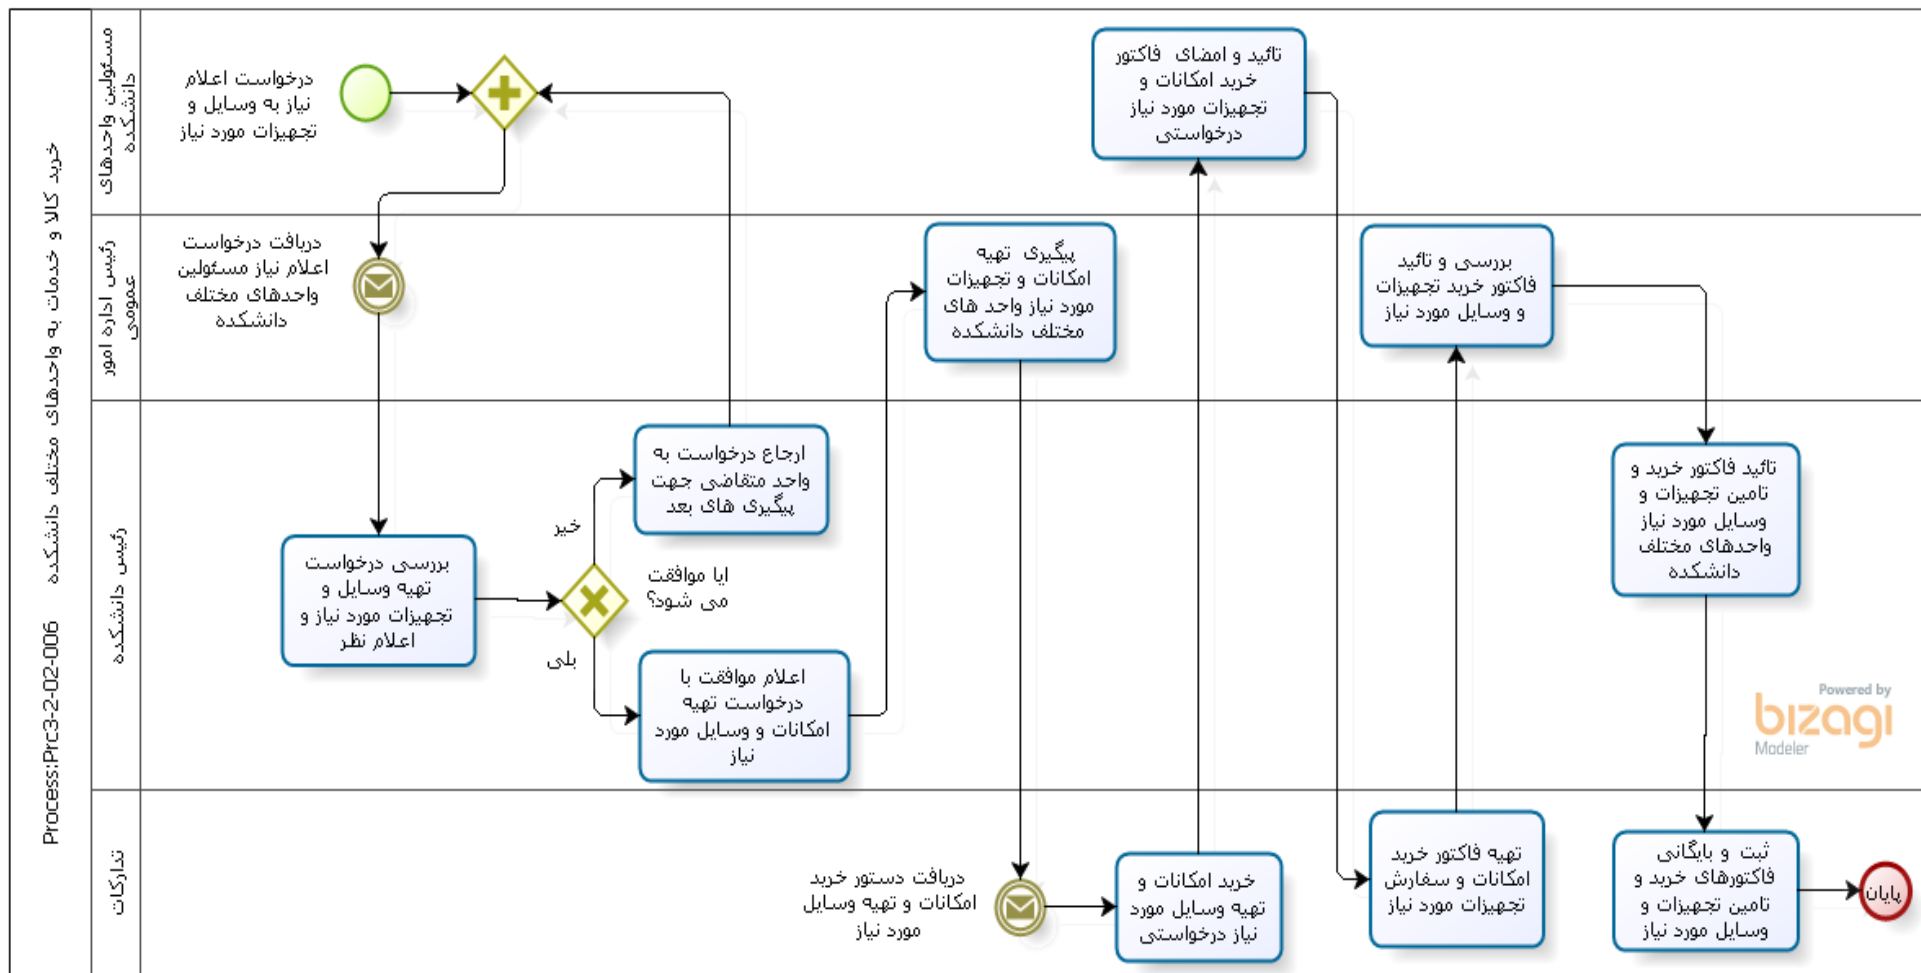 خرید کالا و خدمات به واحدهای مختلف دانشکده
Process:Prc3-2-02-006
مسئولین واحدهای
دانشکده
درخواست اعلام
نیاز به وسایل و
تجهیزات مورد نیاز
تائید و امضای فاکتور
خرید امکانات و
تجهیزات مورد نیاز
درخواستی
رئیس اداره امور
عمومی
دریافت درخواست
اعلام نیاز مسئولین
واحدهای مختلف
دانشکده
پیگیری تهیه
امکانات و تجهیزات
مورد نیاز واحد های
مختلف دانشکده
بررسی و تائید
فاکتور خرید تجهیزات
و وسایل مورد نیاز
رئیس دانشکده
بررسی درخواست
تهیه وسایل و
تجهیزات مورد نیاز و
اعلام نظر
ایا موافقت
می شود؟
خیر
ارجاع درخواست به
واحد متقاضی جهت
پیگیری های بعد
بلی
اعلام موافقت با
درخواست تهیه
امکانات و وسایل مورد
نیاز
تائید فاکتور خرید و
تامین تجهیزات و
وسایل مورد نیاز
واحدهای مختلف
دانشکده
Powered by
bizagi
Modeler
تدارکات
دریافت دستور خرید
امکانات و تهیه وسایل
مورد نیاز
خرید امکانات و
تهیه وسایل مورد
نیاز درخواستی
تهیه فاکتور خرید
امکانات و سفارش
تجهیزات مورد نیاز
ثبت و بایگانی
فاکتورهای خرید و
تامین تجهیزات و
وسایل مورد نیاز
پایان